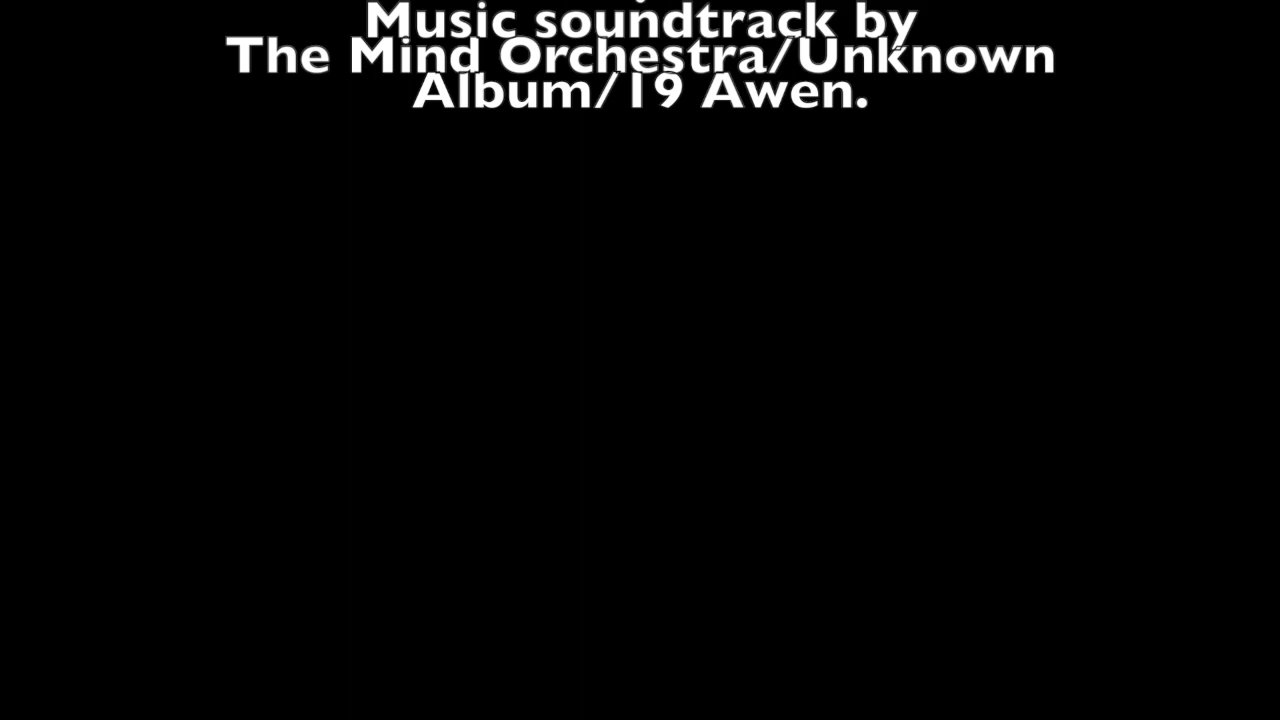 Music soundtrack by
The Mind Orchestra/Unknown
Album/19 Awen.